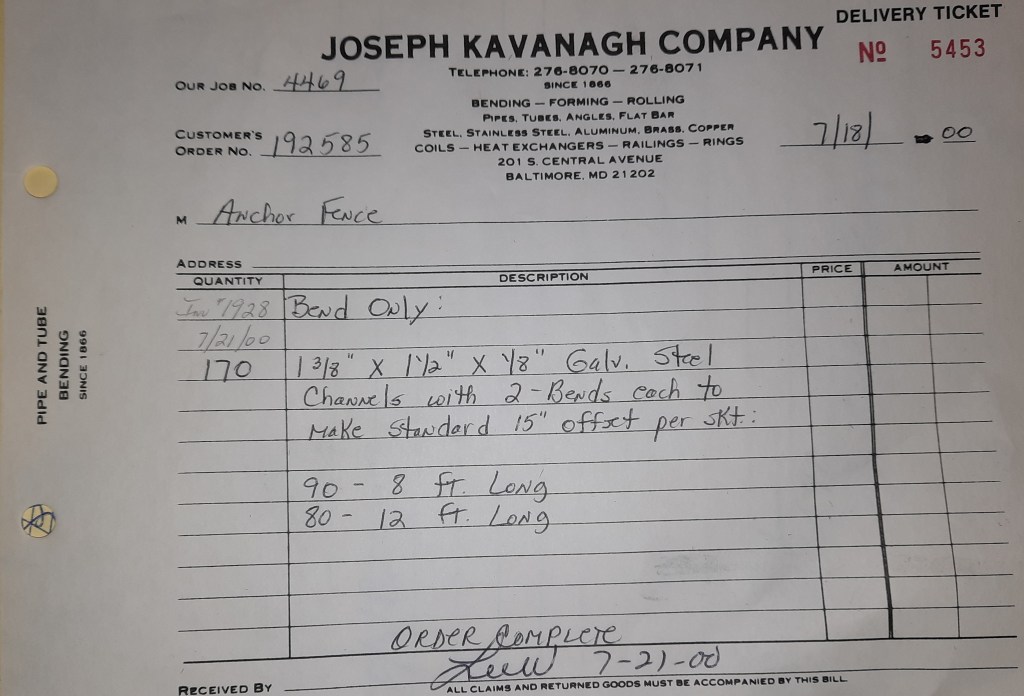 DELIVERY TICKET
JOSEPH KAVANAGH COMPANY
Nº 5453
TELEPHONE: 276-8070 — 276-8071
SINCE 1866
OUR JOB NO. 4469
BENDING — FORMING — ROLLING
PIPES, TUBES, ANGLES, FLAT BAR
STEEL, STAINLESS STEEL, ALUMINUM, BRASS, COPPER
COILS — HEAT EXCHANGERS — RAILINGS — RINGS
201 S. CENTRAL AVENUE
BALTIMORE, MD 21202
CUSTOMER'S
ORDER NO. 192585
7/18/ 00
M Anchor Fence
ADDRESS
QUANTITY DESCRIPTION PRICE AMOUNT
Inv # 1928 Bend Only:
7/21/00
170 1 3/8" X 1 1/2" X 1/8" Galv. Steel
Channels with 2-Bends each to
Make Standard 15" offset per skt.:
90 - 8 ft. Long
80 - 12 ft. Long
ORDER COMPLETE
7-21-00
RECEIVED BY
ALL CLAIMS AND RETURNED GOODS MUST BE ACCOMPANIED BY THIS BILL
PIPE AND TUBE
BENDING
SINCE 1866